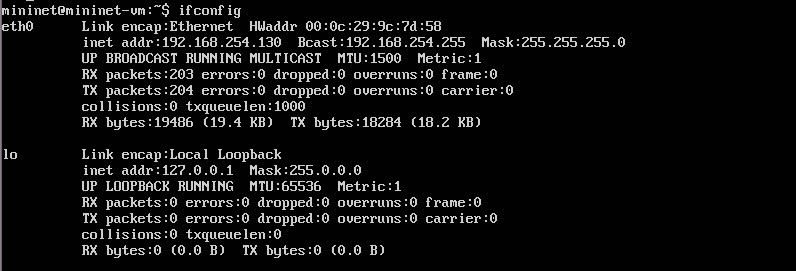 mininet@mininet-vm:~$ ifconfig
eth0      Link encap:Ethernet  HWaddr 00:0c:29:9c:7d:58
          inet addr:192.168.254.130  Bcast:192.168.254.255  Mask:255.255.255.0
          UP BROADCAST RUNNING MULTICAST  MTU:1500  Metric:1
          RX packets:203 errors:0 dropped:0 overruns:0 frame:0
          TX packets:204 errors:0 dropped:0 overruns:0 carrier:0
          collisions:0 txqueuelen:1000
          RX bytes:19486 (19.4 KB)  TX bytes:18284 (18.2 KB)
lo        Link encap:Local Loopback
          inet addr:127.0.0.1  Mask:255.0.0.0
          UP LOOPBACK RUNNING  MTU:65536  Metric:1
          RX packets:0 errors:0 dropped:0 overruns:0 frame:0
          TX packets:0 errors:0 dropped:0 overruns:0 carrier:0
          collisions:0 txqueuelen:0
          RX bytes:0 (0.0 B)  TX bytes:0 (0.0 B)